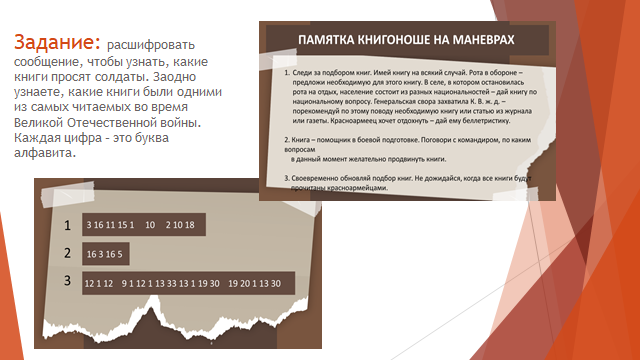 Задание: расшифровать
сообщение, чтобы узнать, какие
книги просят солдаты. Заодно
узнаете, какие книги были одними
из самых читаемых во время
Великой Отечественной войны.
Каждая цифра - это буква
алфавита.
ПАМЯТКА КНИГОНОШЕ НА МАНЕВРАХ
1. Следи за подбором книг. Имей книгу на всякий случай. Рота в обороне –
предложи необходимую для этого книгу. В селе, в котором остановилась
рота на отдых, население состоит из разных национальностей – дай книгу по
национальному вопросу. Генеральская свора захватила К. В. ж. д. –
порекомендуй по этому поводу необходимую книгу или статью из журнала
или газеты. Красноармеец хочет отдохнуть – дай ему беллетристику.
2. Книга – помощник в боевой подготовке. Поговори с командиром, по каким
вопросам
в данный момент желательно продвинуть книги.
3. Своевременно обновляй подбор книг. Не дожидайся, когда все книги будут
прочитаны красноармейцами.
1 3 16 11 15 1 10 2 10 18
2 16 3 16 5
3 12 1 12 9 1 12 1 13 33 13 1 19 30 19 20 1 13 30